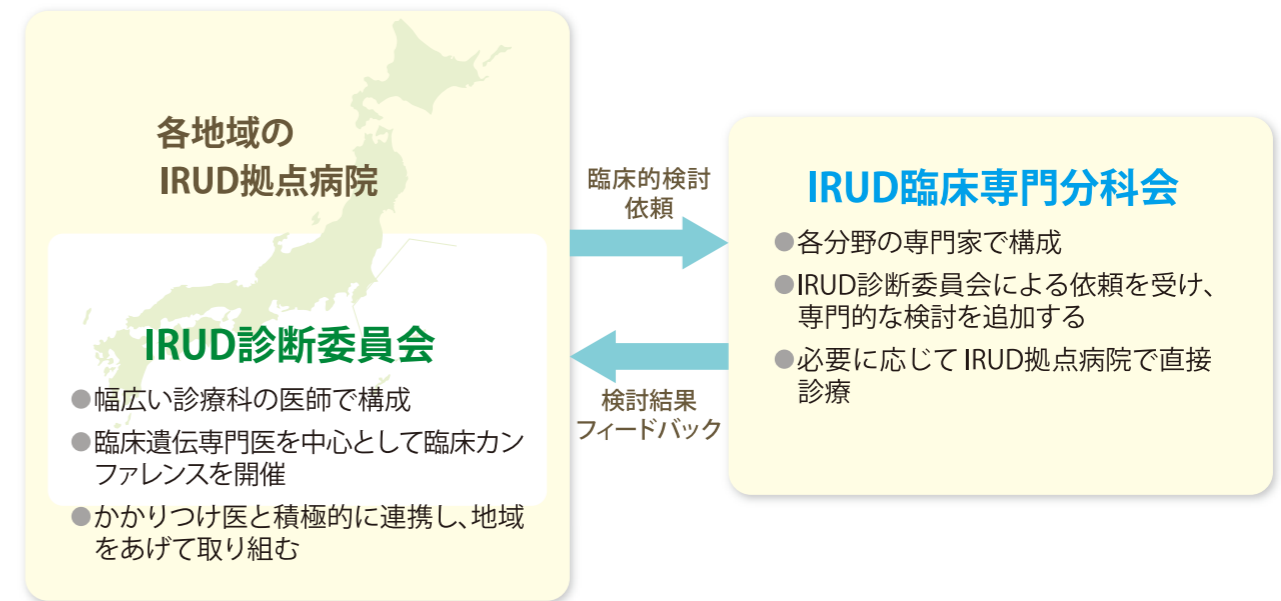 各地域の
IRUD拠点病院
IRUD診断委員会
●幅広い診療科の医師で構成
●臨床遺伝専門医を中心として臨床カン
ファレンスを開催
●かかりつけ医と積極的に連携し、地域
をあげて取り組む
臨床的検討
依頼
検討結果
フィードバック
IRUD臨床専門分科会
●各分野の専門家で構成
●IRUD診断委員会による依頼を受け、
専門的な検討を追加する
●必要に応じて IRUD拠点病院で直接
診療